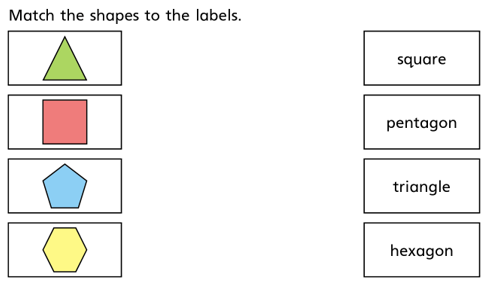 Match the shapes to the labels.
square
pentagon
triangle
hexagon